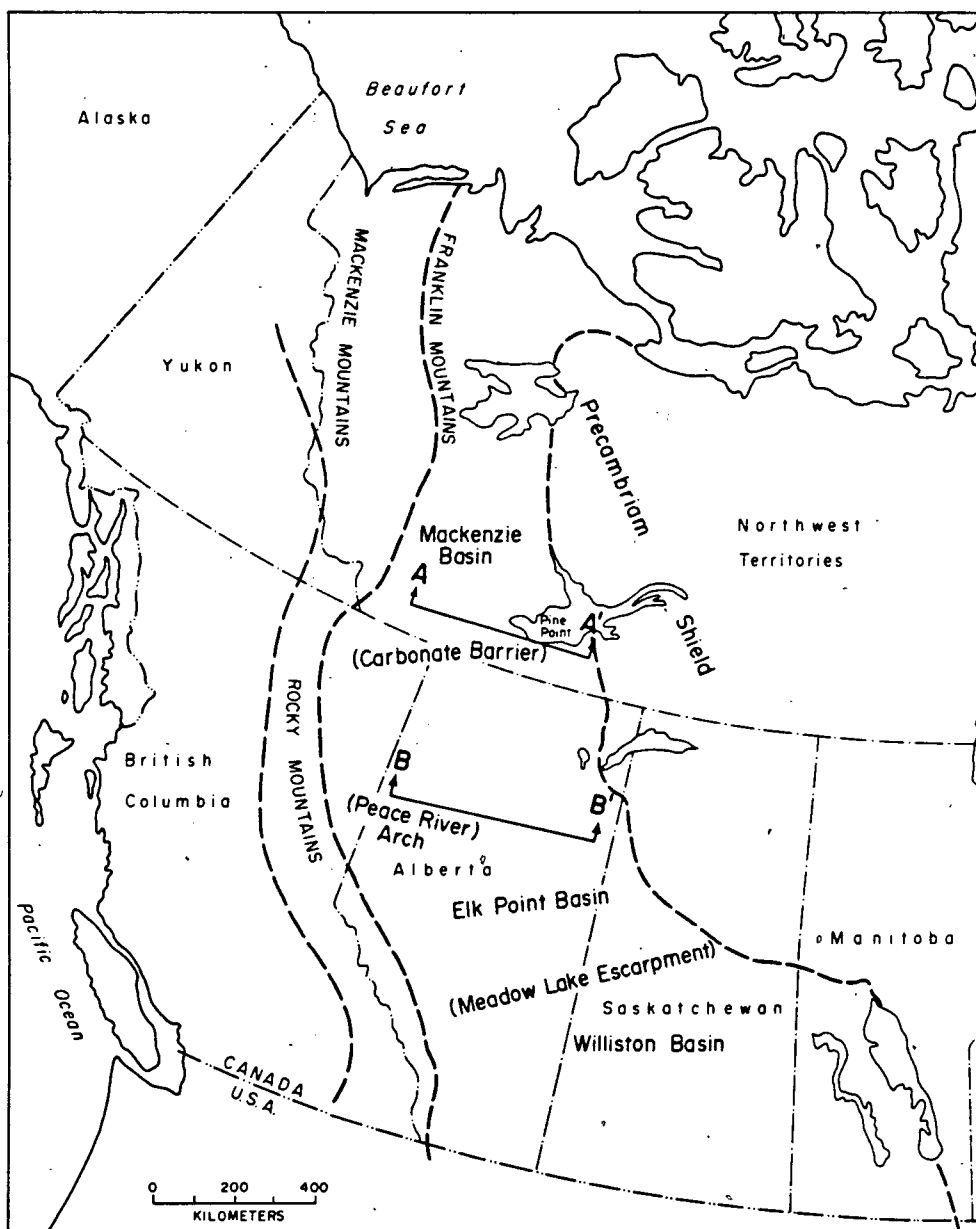 Alaska
Beaufort
Sea
Yukon
MACKENZIE MOUNTAINS
FRANKLIN MOUNTAINS
Precambriam
Shield
Northwest
Territories
Mackenzie
Basin
A
A'
Pine
Point
(Carbonate Barrier)
ROCKY MOUNTAINS
British
Columbia
B
B'
(Peace River)
Arch
Alberta
Elk Point Basin
Manitoba
(Meadow Lake Escarpment)
Saskatchewan
Williston Basin
Pacific
Ocean
CANADA
U.S.A.
0 200 400
KILOMETERS